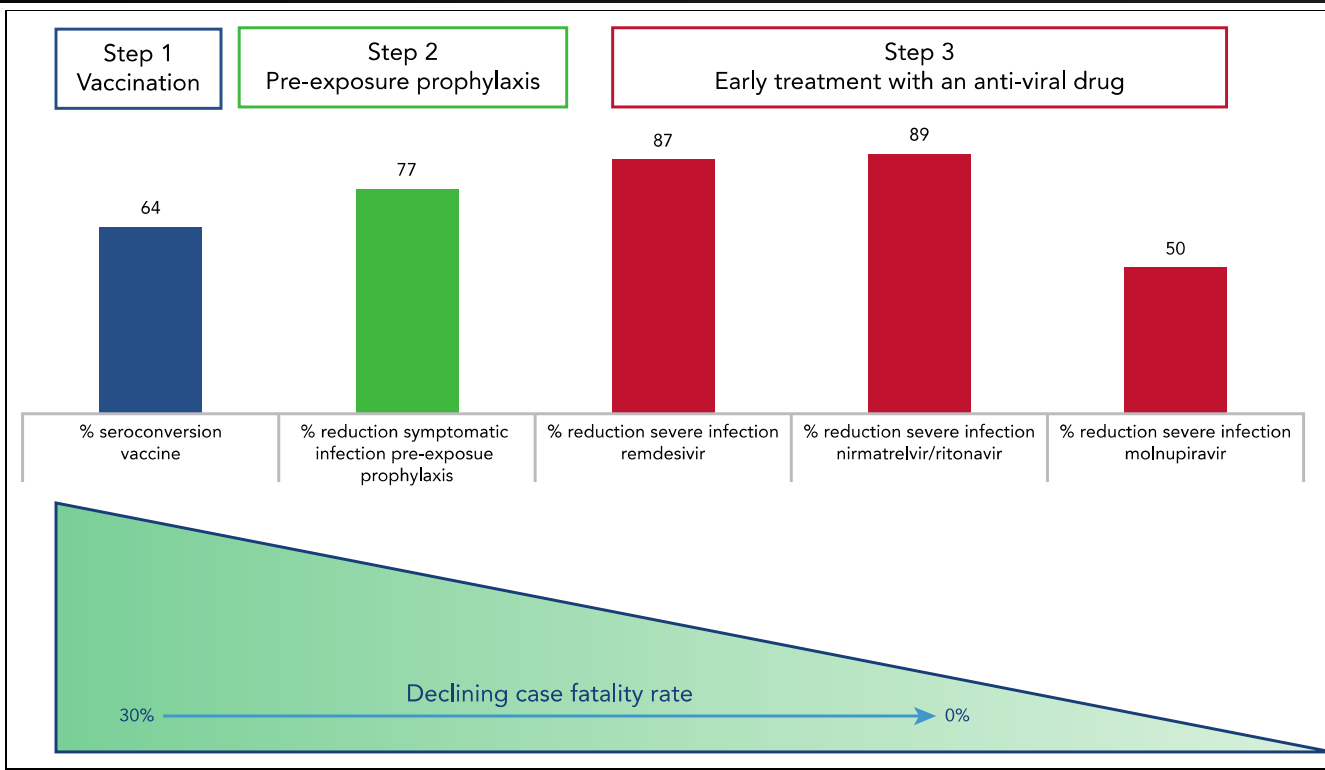 Step 1
Vaccination
Step 2
Pre-exposure prophylaxis
Step 3
Early treatment with an anti-viral drug
64
77
87
89
50
% seroconversion
vaccine
% reduction symptomatic
infection pre-exposue
prophylaxis
% reduction severe infection
remdesivir
% reduction severe infection
nirmatrelvir/ritonavir
% reduction severe infection
molnupiravir
Declining case fatality rate
30%
0%